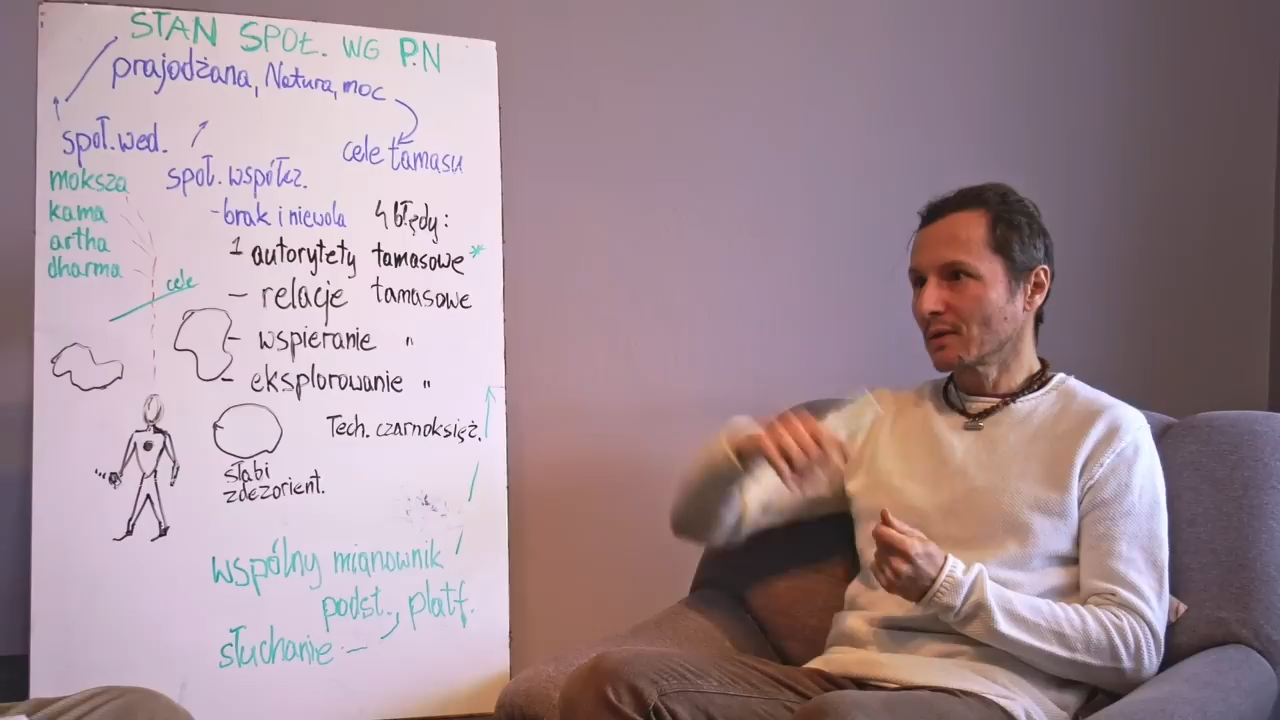 STAN SPOŁ. WG P.N
prajodżana, Natura, moc
społ. wed.
cele tamasu
moksza
kama
artha
dharma
cele
społ. współcz.
- brak i niewola
4 błędy:
1 autorytety tamasowe *
- relacje tamasowe
- wspieranie "
- eksplorowanie "
Tech. czarnoksięż.
słabi
zdezorient.
wspólny mianownik
podst., platf.
słuchanie -